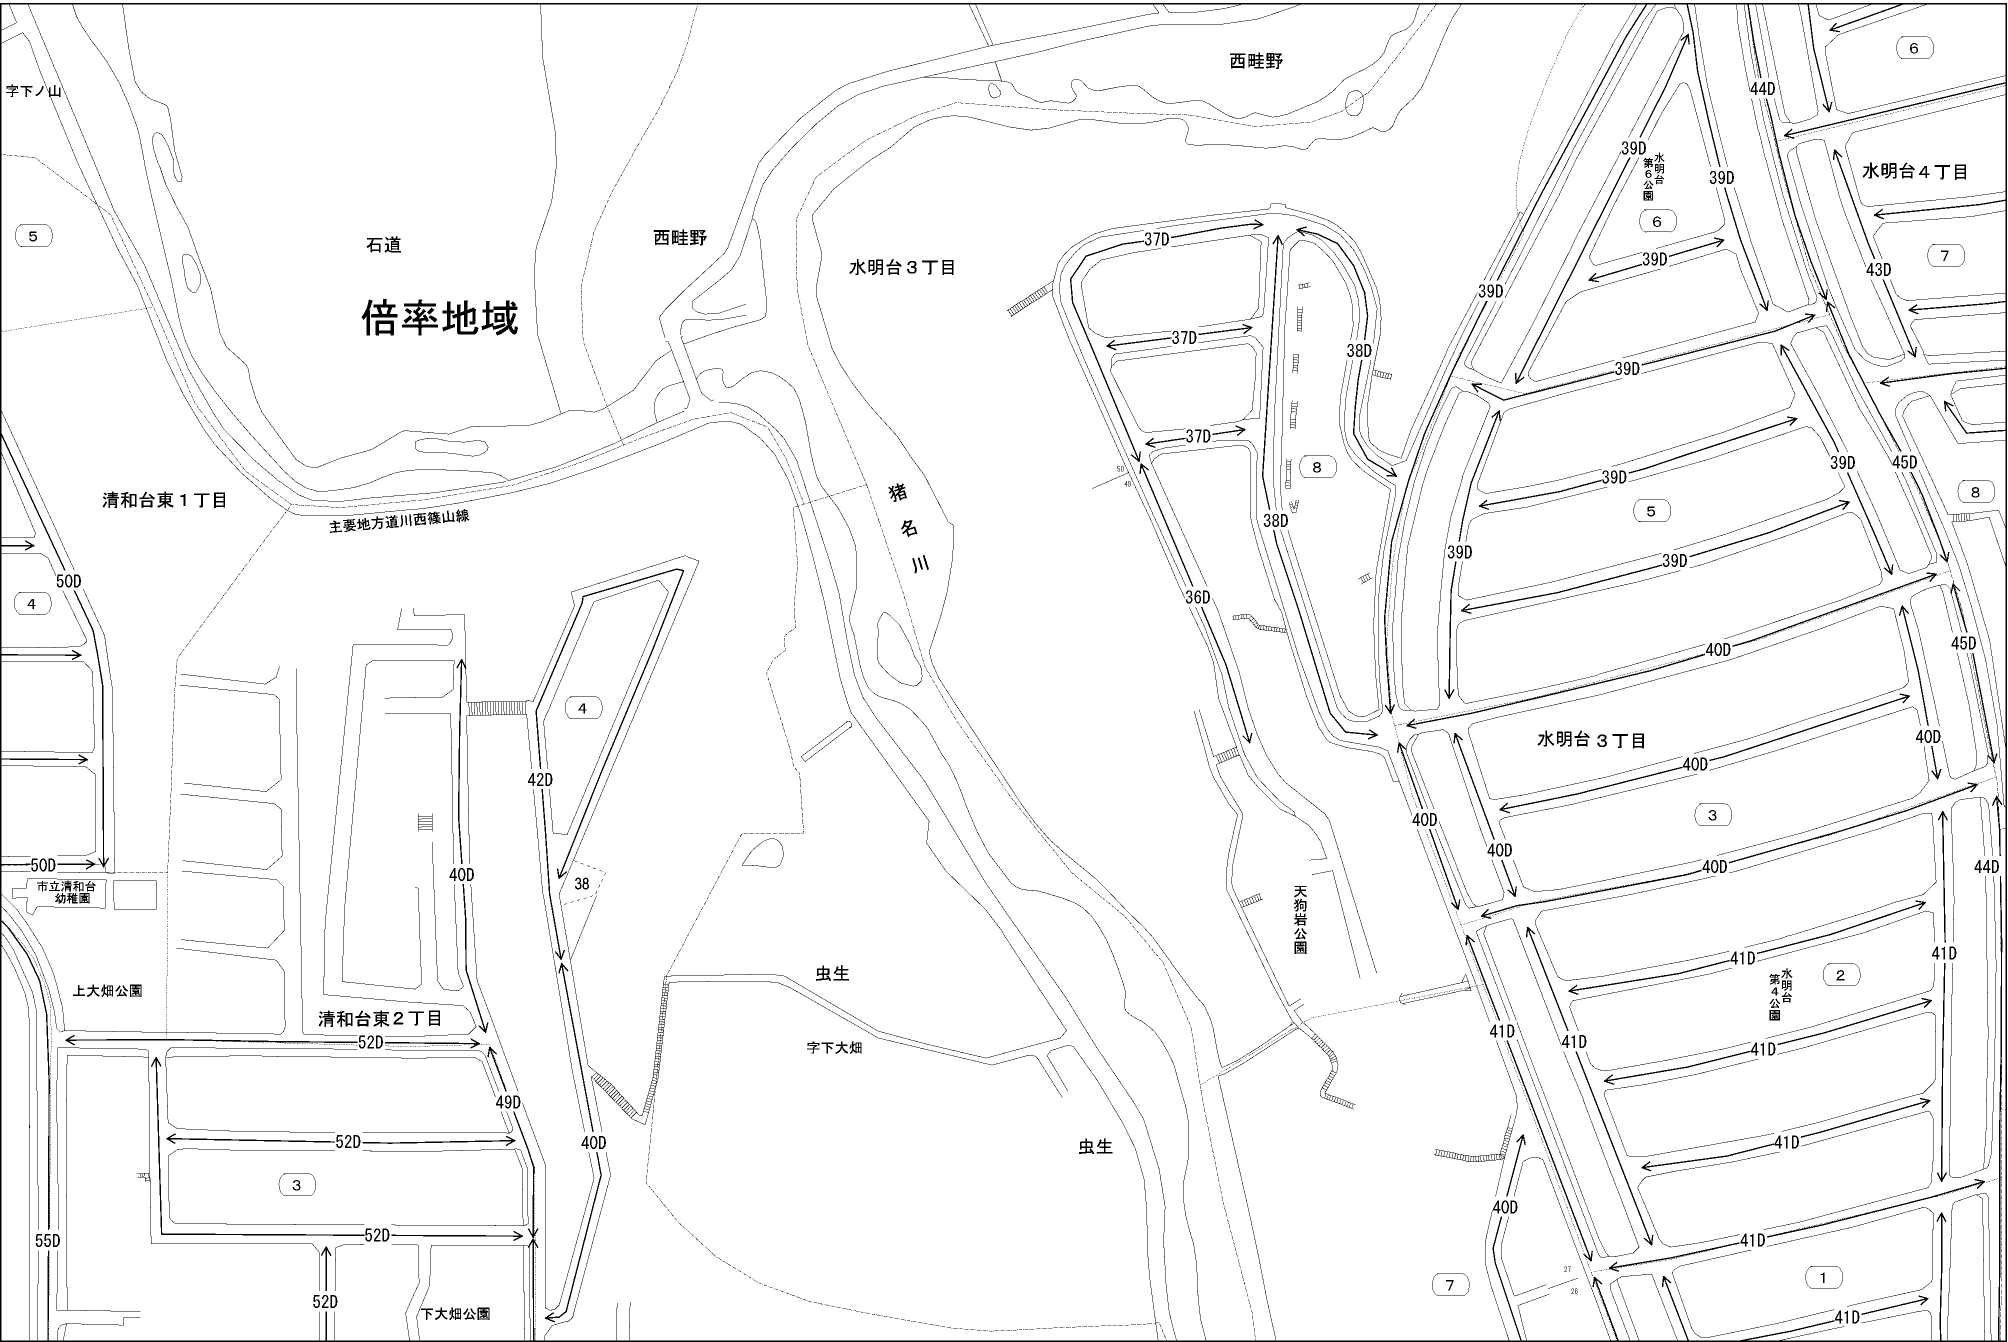 字下ノ山
西畦野
44D
6
39D
水明台
第6公園
39D
水明台4丁目
5
石道
西畦野
水明台3丁目
37D
6
39D
7
43D
倍率地域
39D
37D
38D
39D
37D
8
50
49
39D
39D
45D
清和台東1丁目
主要地方道川西篠山線
猪名川
38D
5
8
39D
39D
50D
4
36D
40D
45D
4
42D
水明台3丁目
40D
40D
3
40D
40D
40D
44D
50D
40D
38
市立清和台
幼稚園
天狗岩公園
41D
41D
水明台
第4公園
2
上大畑公園
虫生
清和台東2丁目
52D
字下大畑
41D
41D
41D
49D
52D
40D
虫生
41D
3
40D
55D
52D
41D
27
26
7
1
52D
下大畑公園
41D